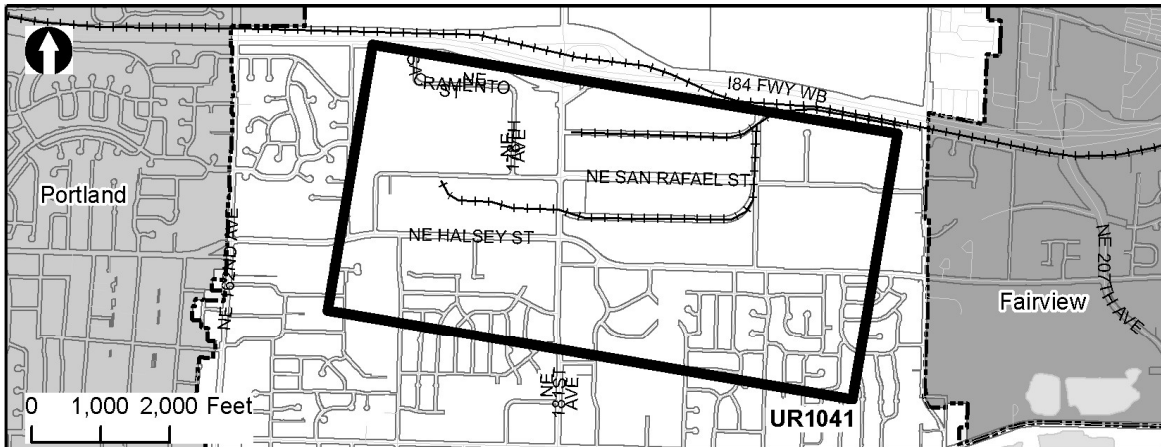 I84 FWY WB
NE
SACRAMENTO
ST
NE
178TH
AVE
NE SAN RAFAEL ST
Portland
NE HALSEY ST
NE 162ND AVE
NE 207TH AVE
Fairview
NE
181ST
AVE
0 1,000 2,000 Feet
UR1041